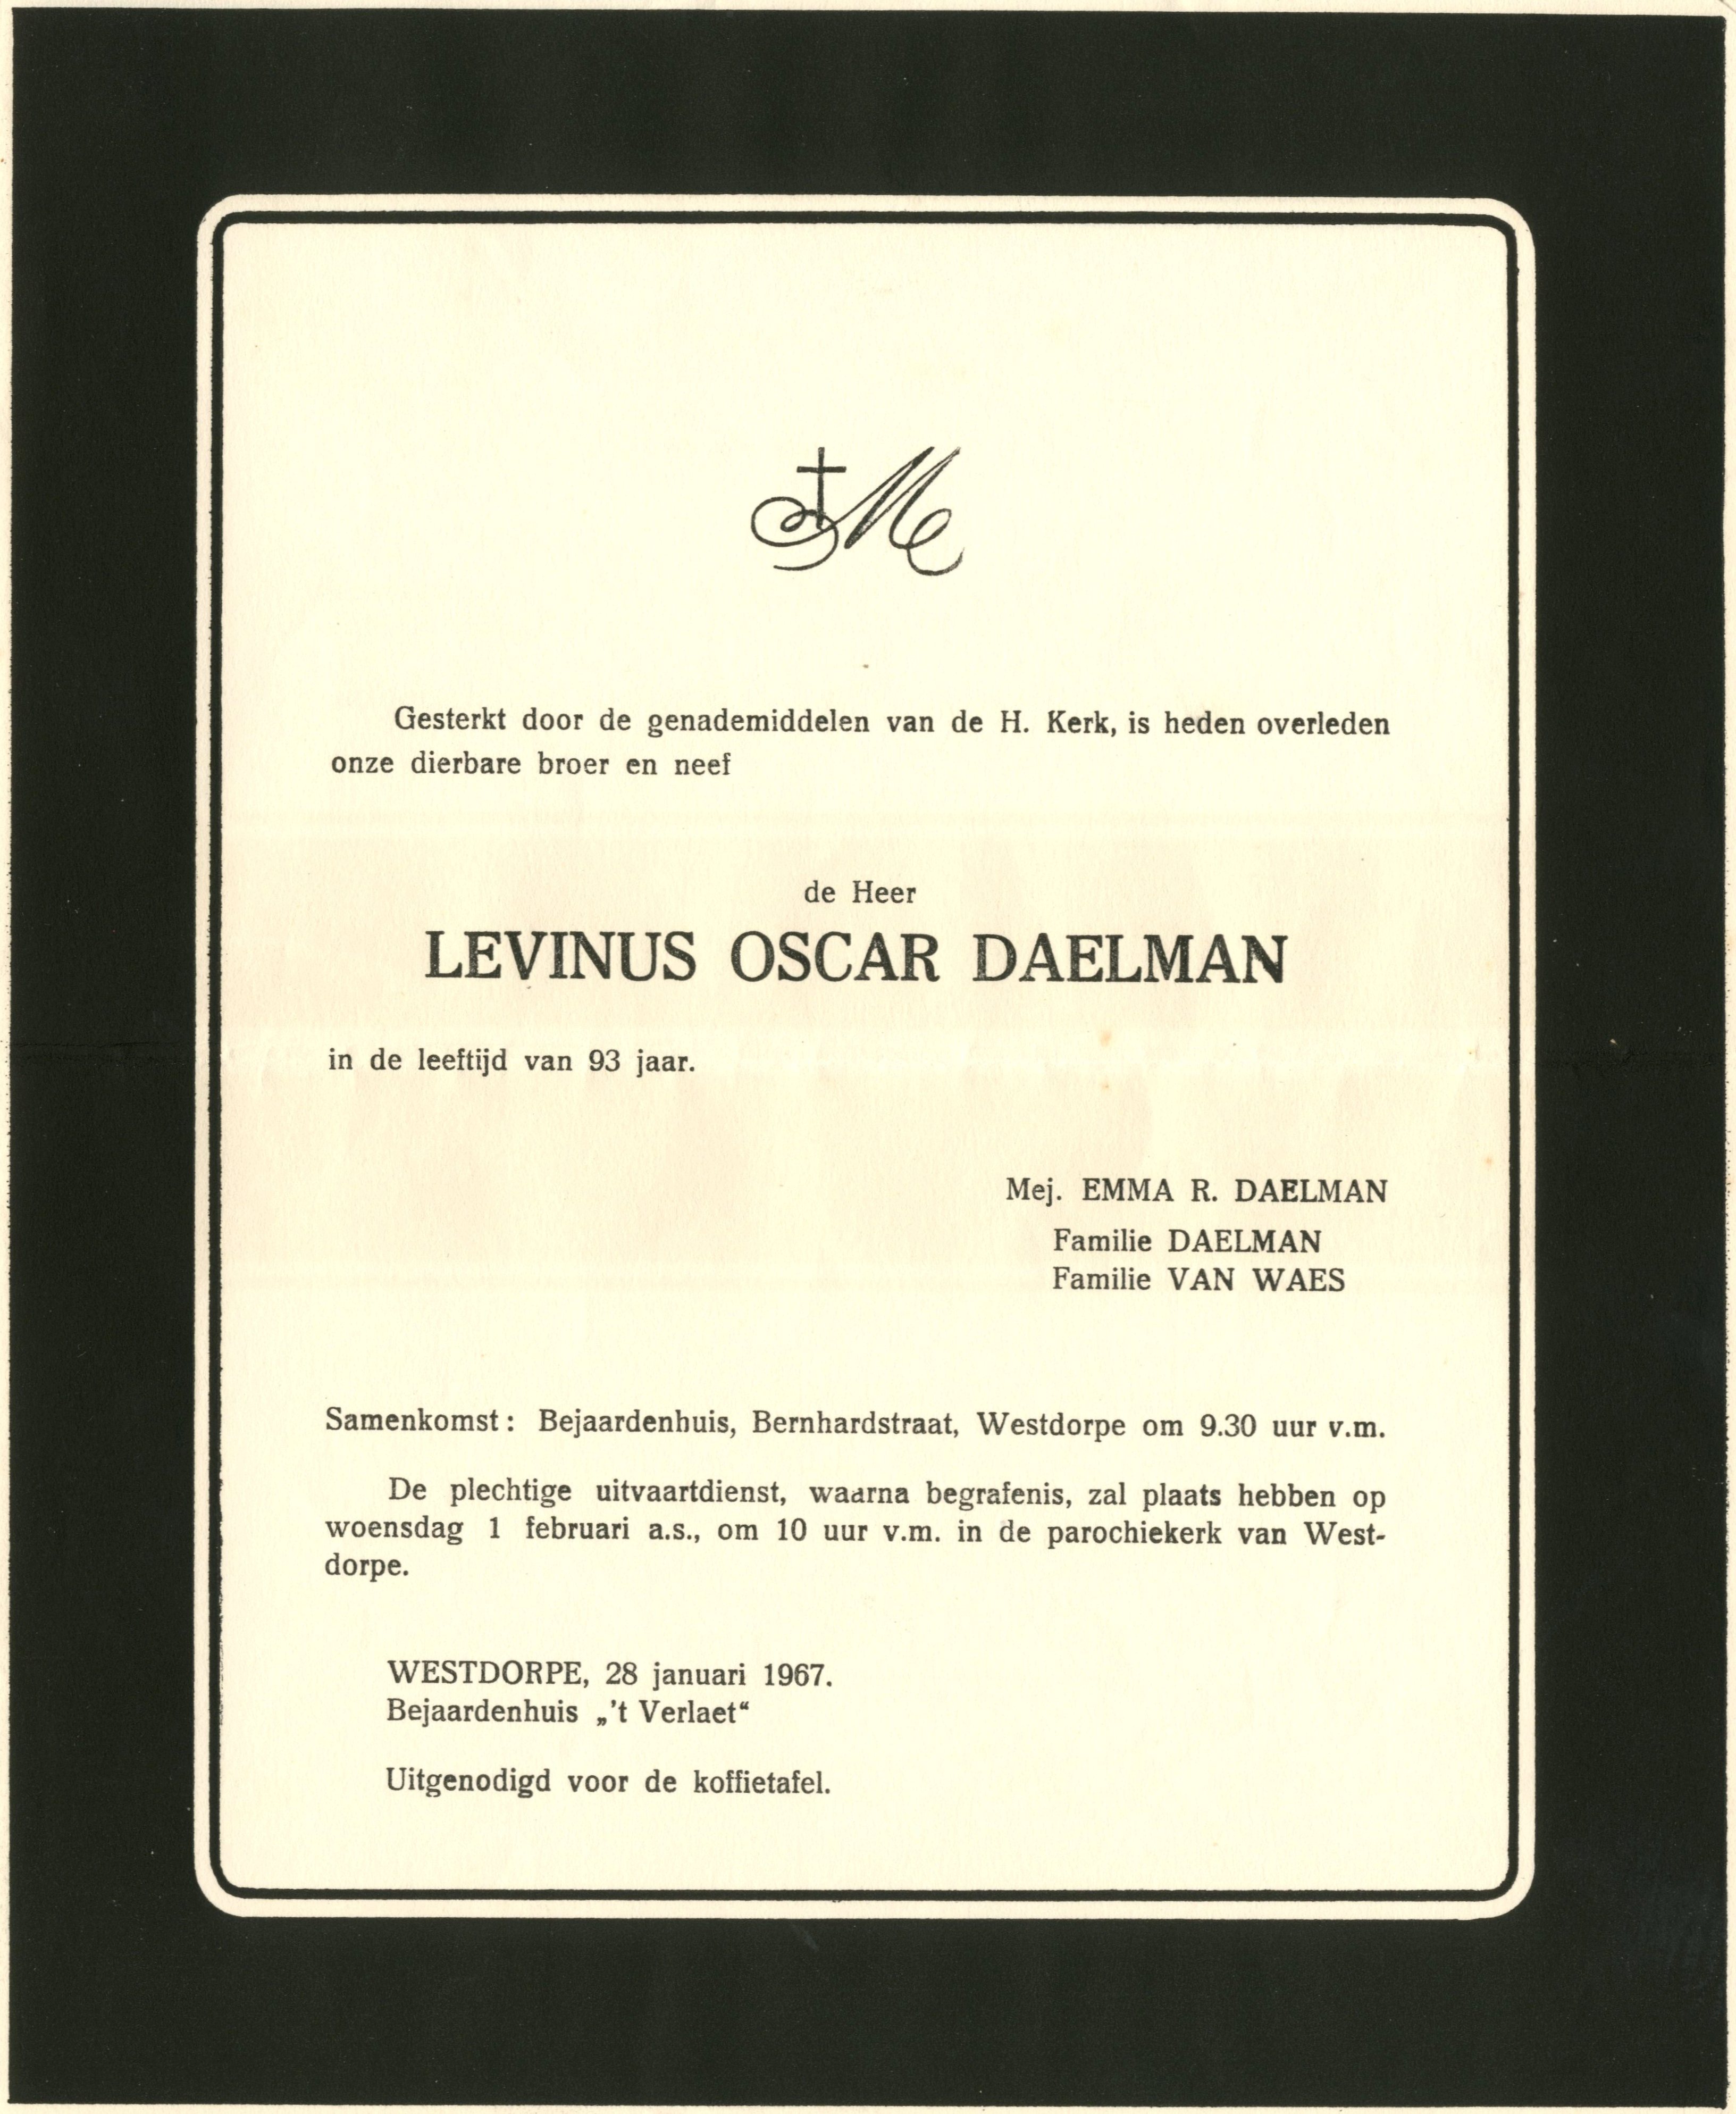 M
Gesterkt door de genademiddelen van de H. Kerk, is heden overleden
onze dierbare broer en neef
de Heer
LEVINUS OSCAR DAELMAN
in de leeftijd van 93 jaar.
Mej. EMMA R. DAELMAN
Familie DAELMAN
Familie VAN WAES
Samenkomst: Bejaardenhuis, Bernhardstraat, Westdorpe om 9.30 uur v.m.
De plechtige uitvaartdienst, waarna begrafenis, zal plaats hebben op
woensdag 1 februari a.s., om 10 uur v.m. in de parochiekerk van West-
dorpe.
WESTDORPE, 28 januari 1967.
Bejaardenhuis „'t Verlaet“
Uitgenodigd voor de koffietafel.